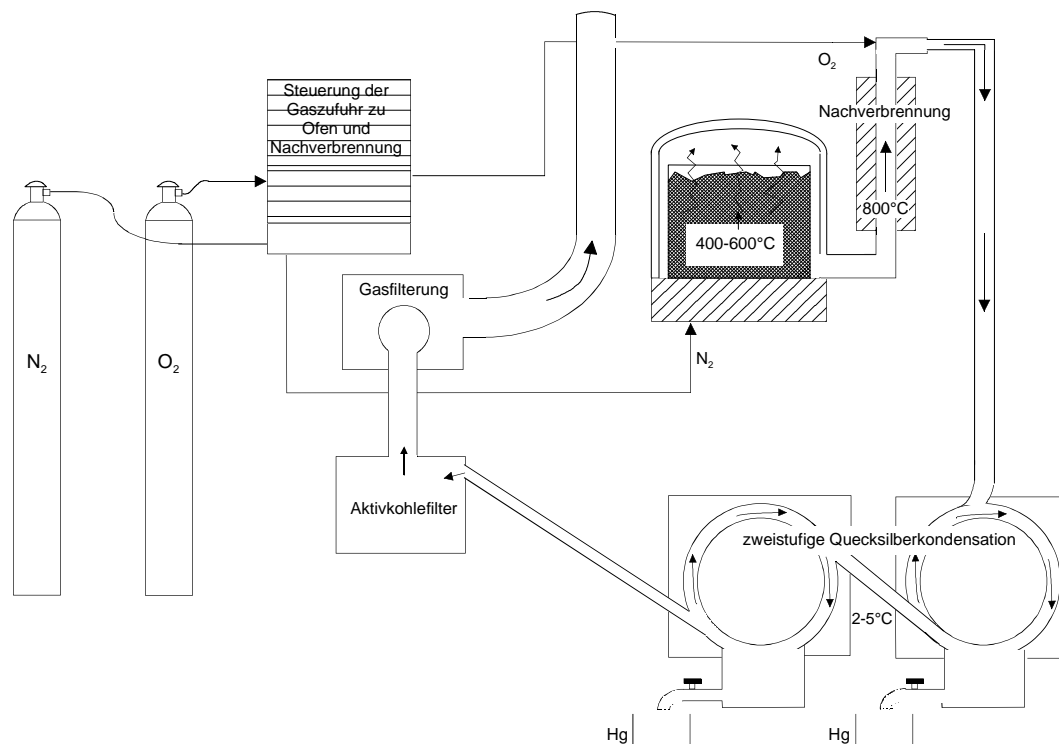 Steuerung der
Gaszufuhr zu
Ofen und
Nachverbrennung
O₂
Nachverbrennung
800°C
400-600°C
Gasfilterung
N₂
O₂
N₂
Aktivkohlefilter
zweistufige Quecksilberkondensation
2-5°C
Hg
Hg